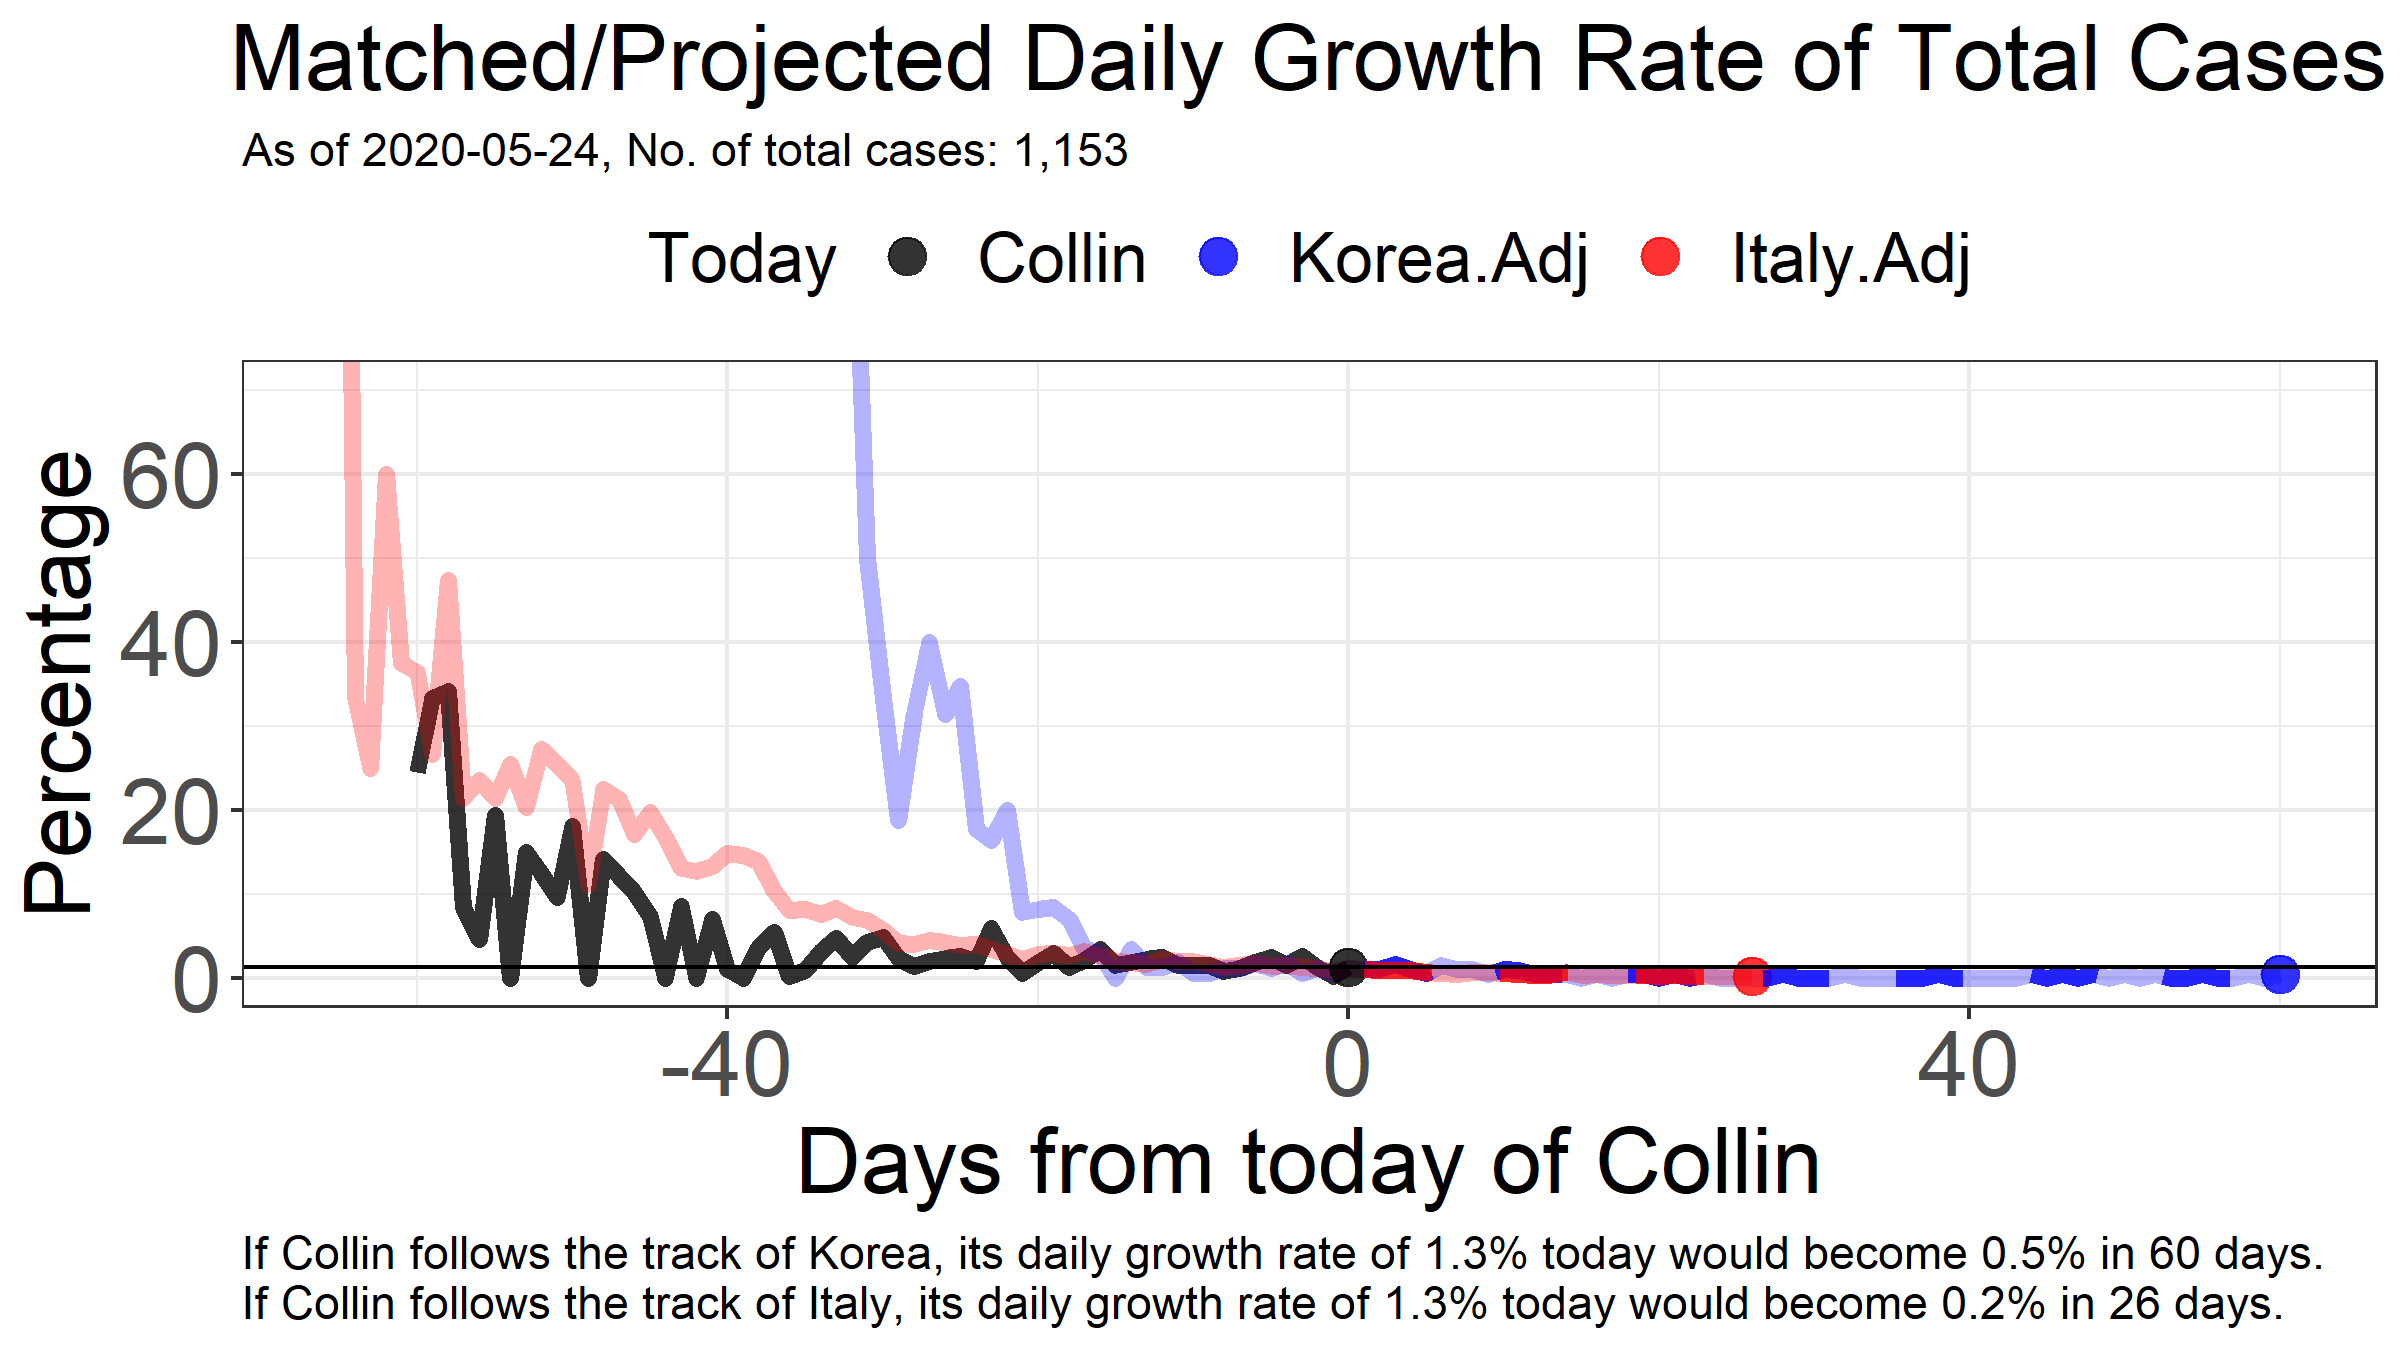 Matched/Projected Daily Growth Rate of Total Cases
As of 2020-05-24, No. of total cases: 1,153
Today Collin Korea.Adj Italy.Adj
Percentage
60
40
20
0
-40 0 40
Days from today of Collin
If Collin follows the track of Korea, its daily growth rate of 1.3% today would become 0.5% in 60 days.
If Collin follows the track of Italy, its daily growth rate of 1.3% today would become 0.2% in 26 days.